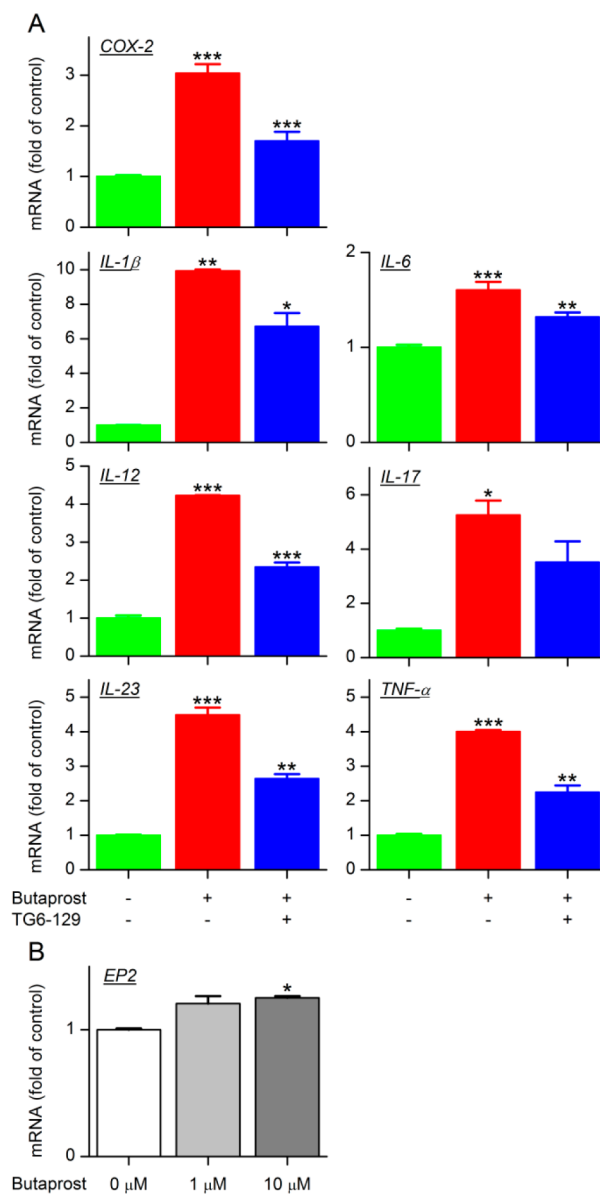 A
COX-2
mRNA (fold of control)
3
2
1
0
***
***
IL-1β
mRNA (fold of control)
10
8
6
4
2
0
**
*
IL-6
2
1
0
***
**
IL-12
mRNA (fold of control)
5
4
3
2
1
0
***
***
IL-17
6
4
2
0
*
IL-23
mRNA (fold of control)
5
4
3
2
1
0
***
**
TNF-α
5
4
3
2
1
0
***
**
Butaprost - + + - + +
TG6-129 - - + - - +
B
EP2
mRNA (fold of control)
1
0
*
Butaprost 0 μM 1 μM 10 μM